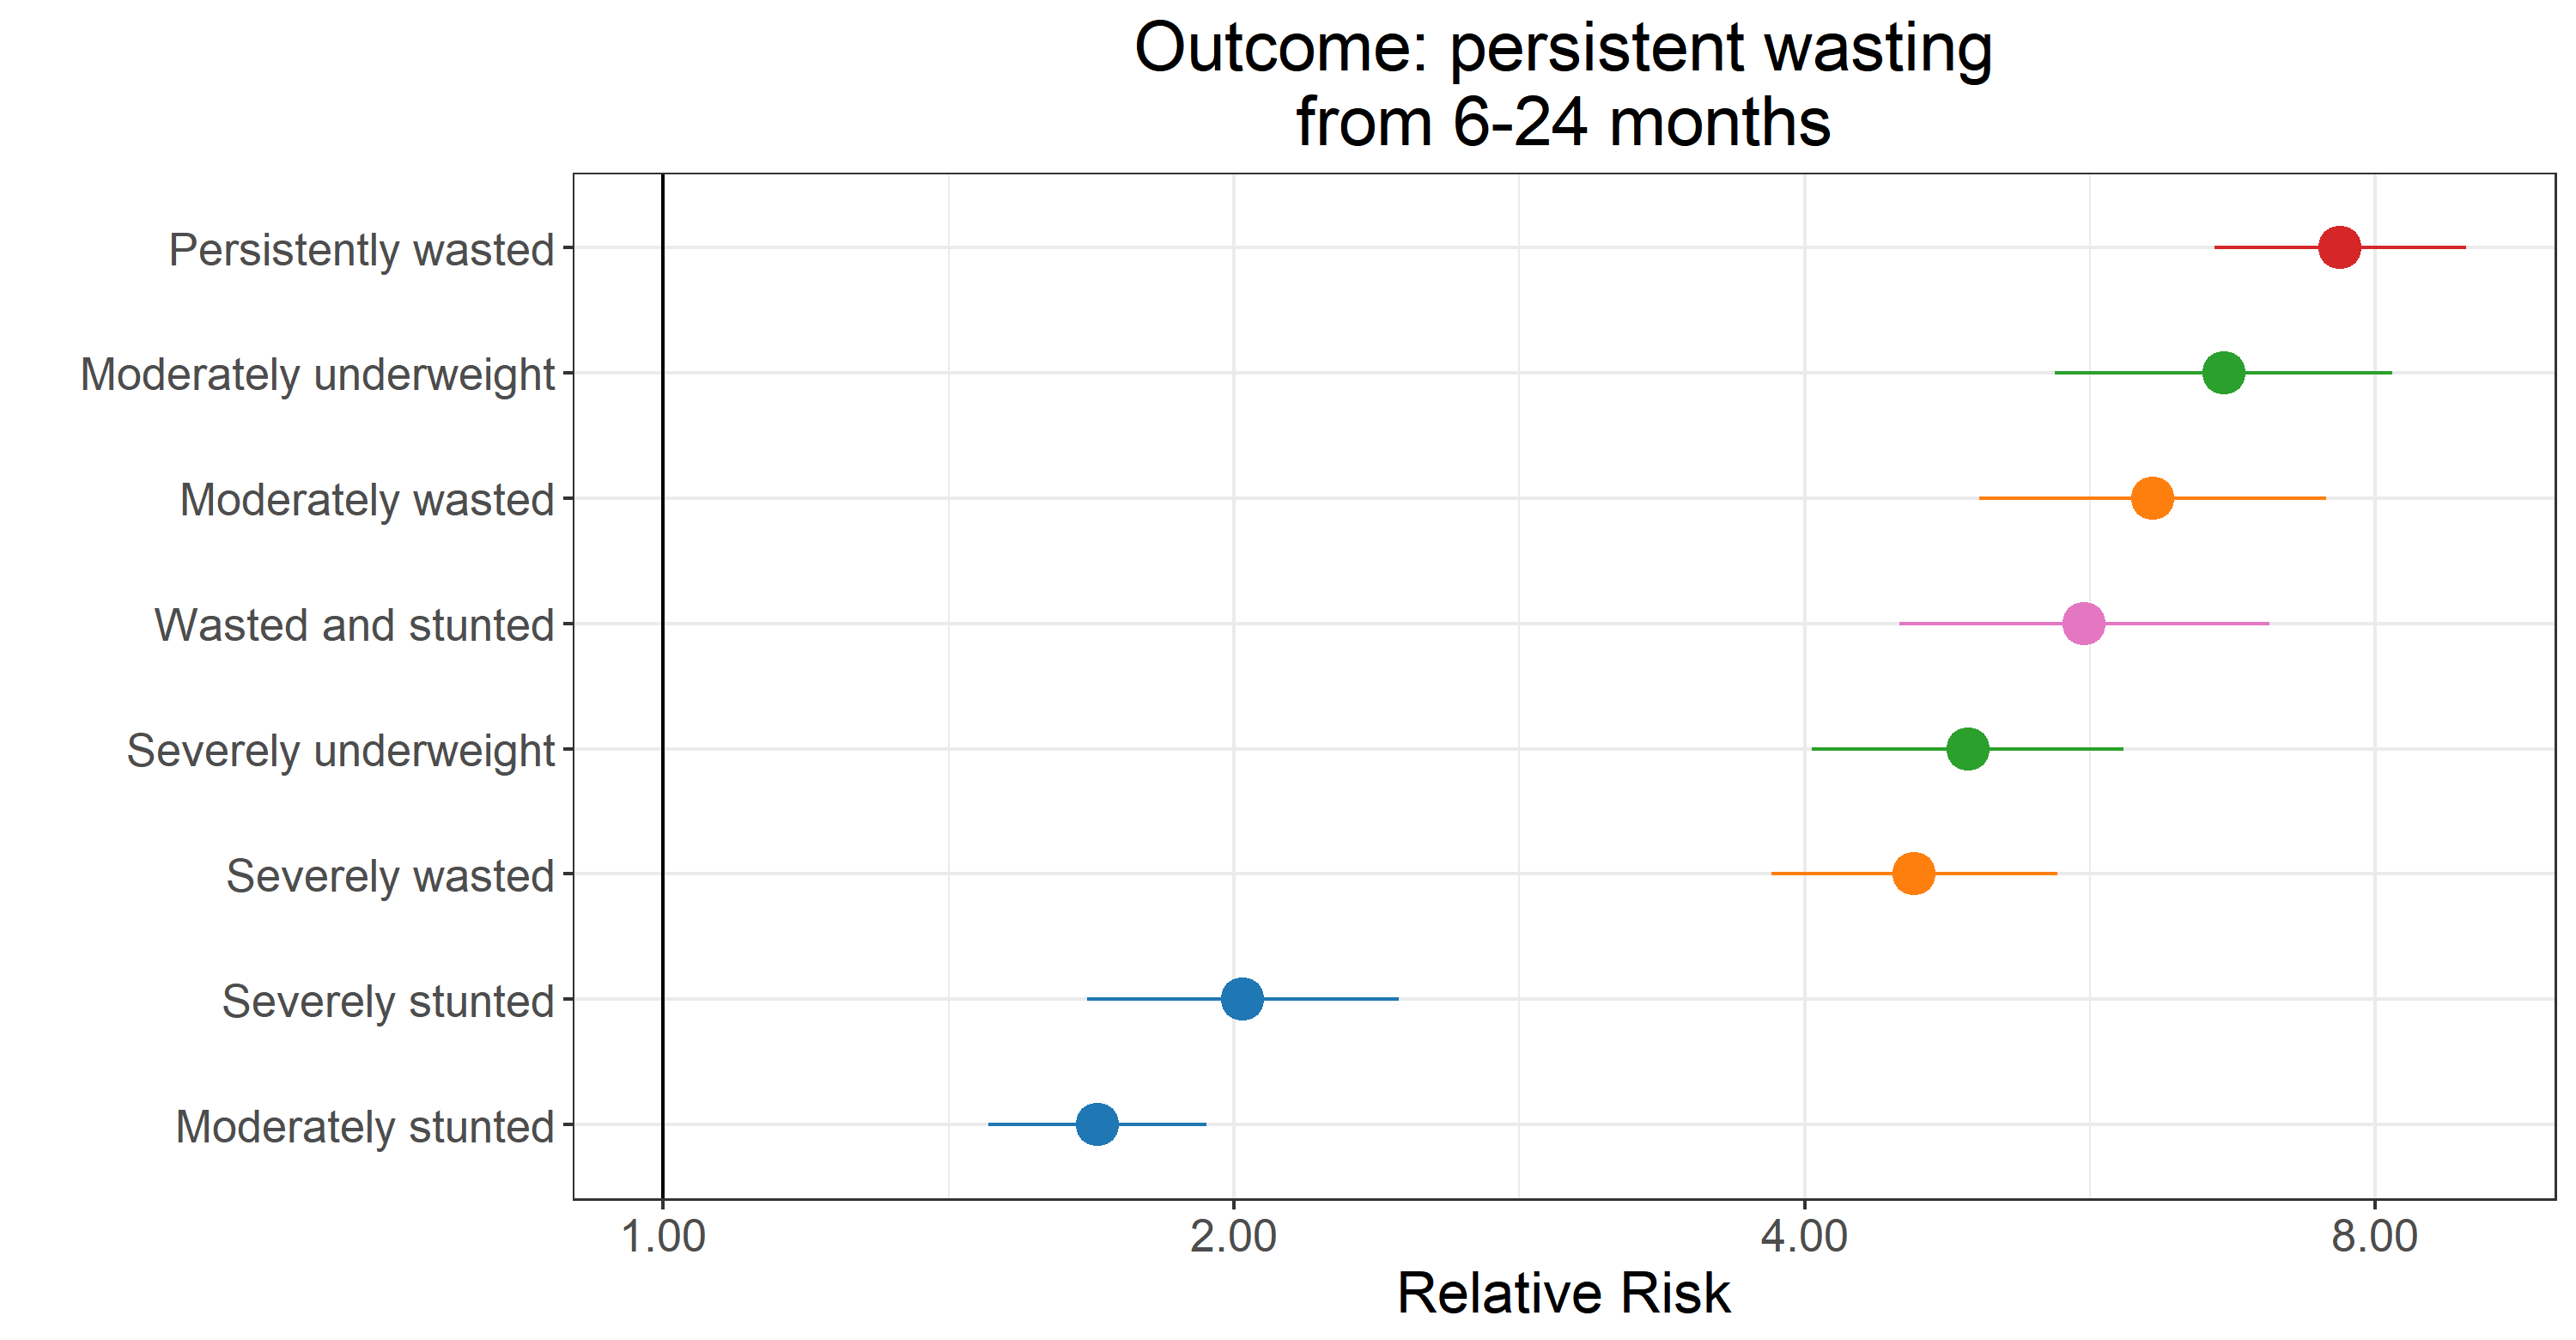 Outcome: persistent wasting
from 6-24 months
Persistently wasted
Moderately underweight
Moderately wasted
Wasted and stunted
Severely underweight
Severely wasted
Severely stunted
Moderately stunted
1.00 2.00 4.00 8.00
Relative Risk